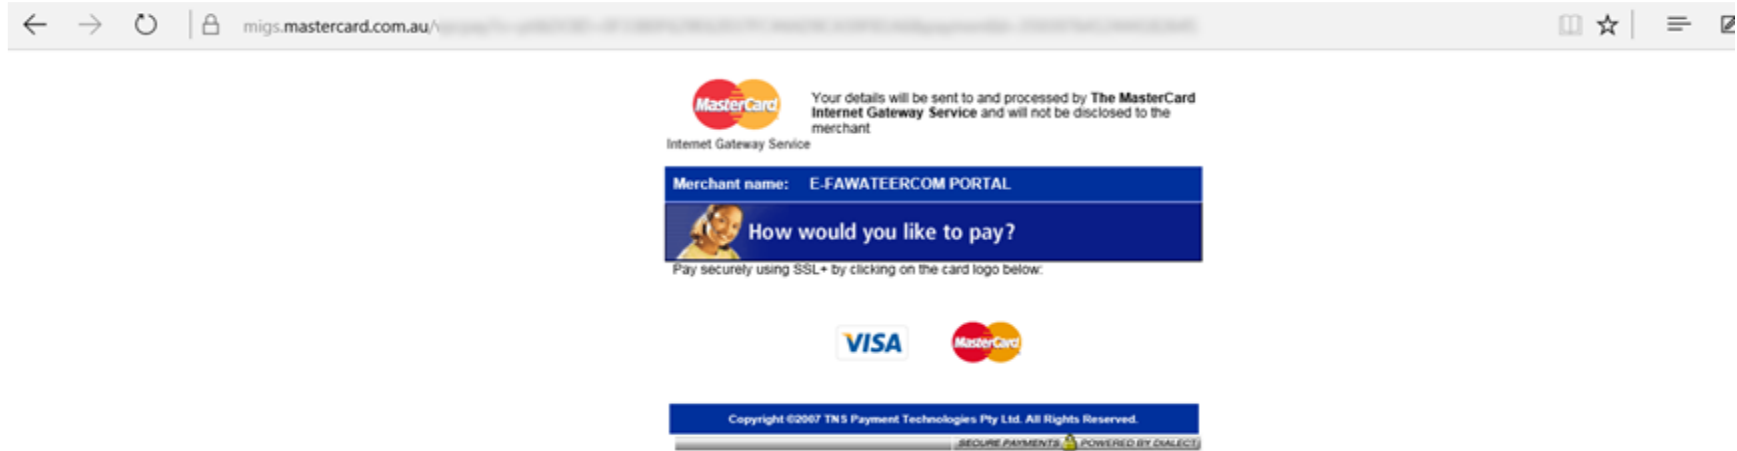 migs.mastercard.com.au/
MasterCard
Your details will be sent to and processed by The MasterCard
Internet Gateway Service and will not be disclosed to the
merchant
Internet Gateway Service
Merchant name: E-FAWATEERCOM PORTAL
How would you like to pay?
Pay securely using SSL+ by clicking on the card logo below:
VISA MasterCard
Copyright ©2007 TNS Payment Technologies Pty Ltd. All Rights Reserved.
SECURE PAYMENTS POWERED BY DIALECT